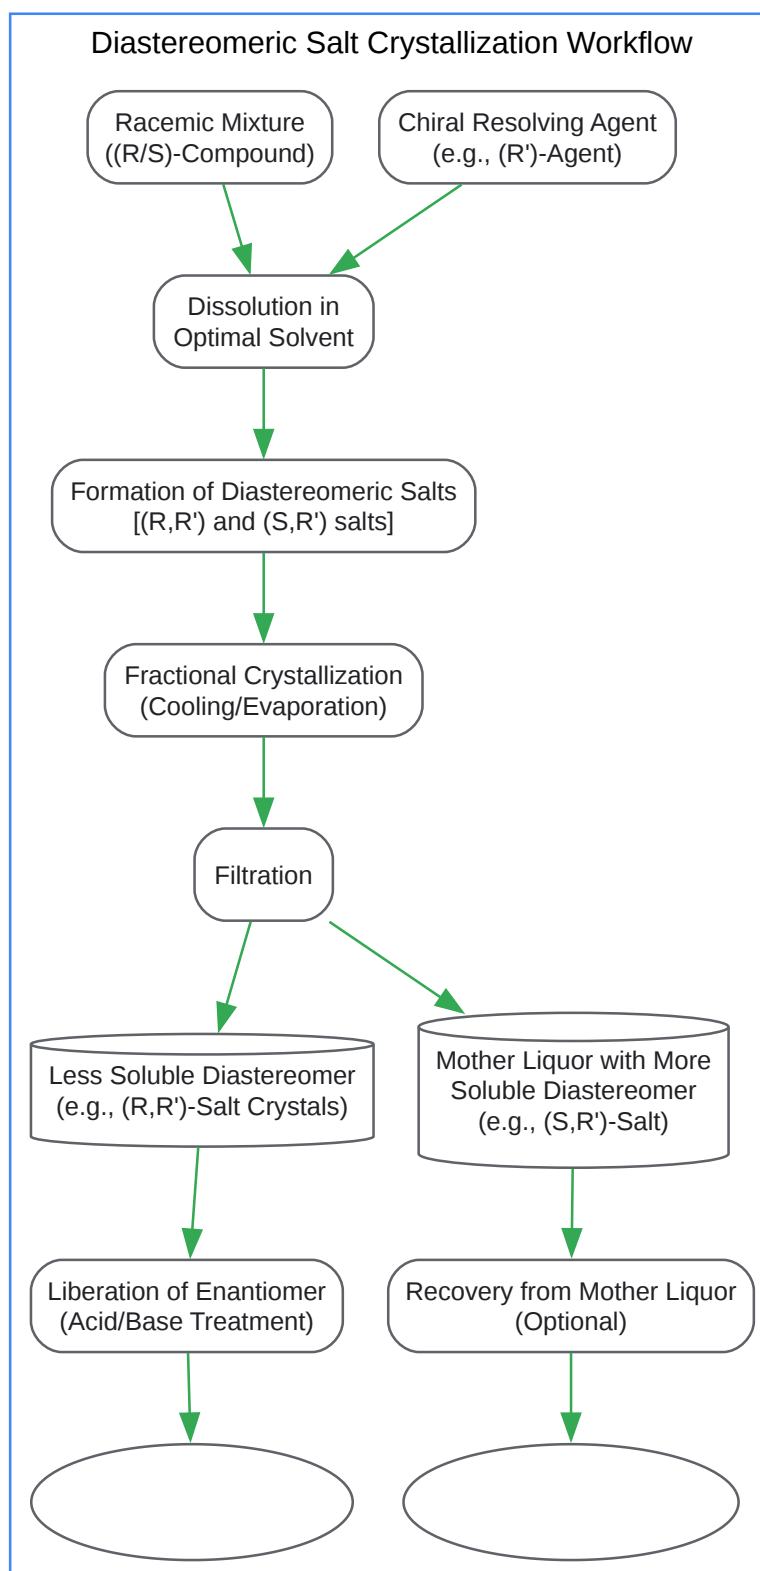 Diastereomeric Salt Crystallization Workflow
Racemic Mixture
((R/S)-Compound)
Chiral Resolving Agent
(e.g., (R')-Agent)
Dissolution in
Optimal Solvent
Formation of Diastereomeric Salts
[(R,R') and (S,R') salts]
Fractional Crystallization
(Cooling/Evaporation)
Filtration
Less Soluble Diastereomer
(e.g., (R,R')-Salt Crystals)
Mother Liquor with More
Soluble Diastereomer
(e.g., (S,R')-Salt)
Liberation of Enantiomer
(Acid/Base Treatment)
Recovery from Mother Liquor
(Optional)